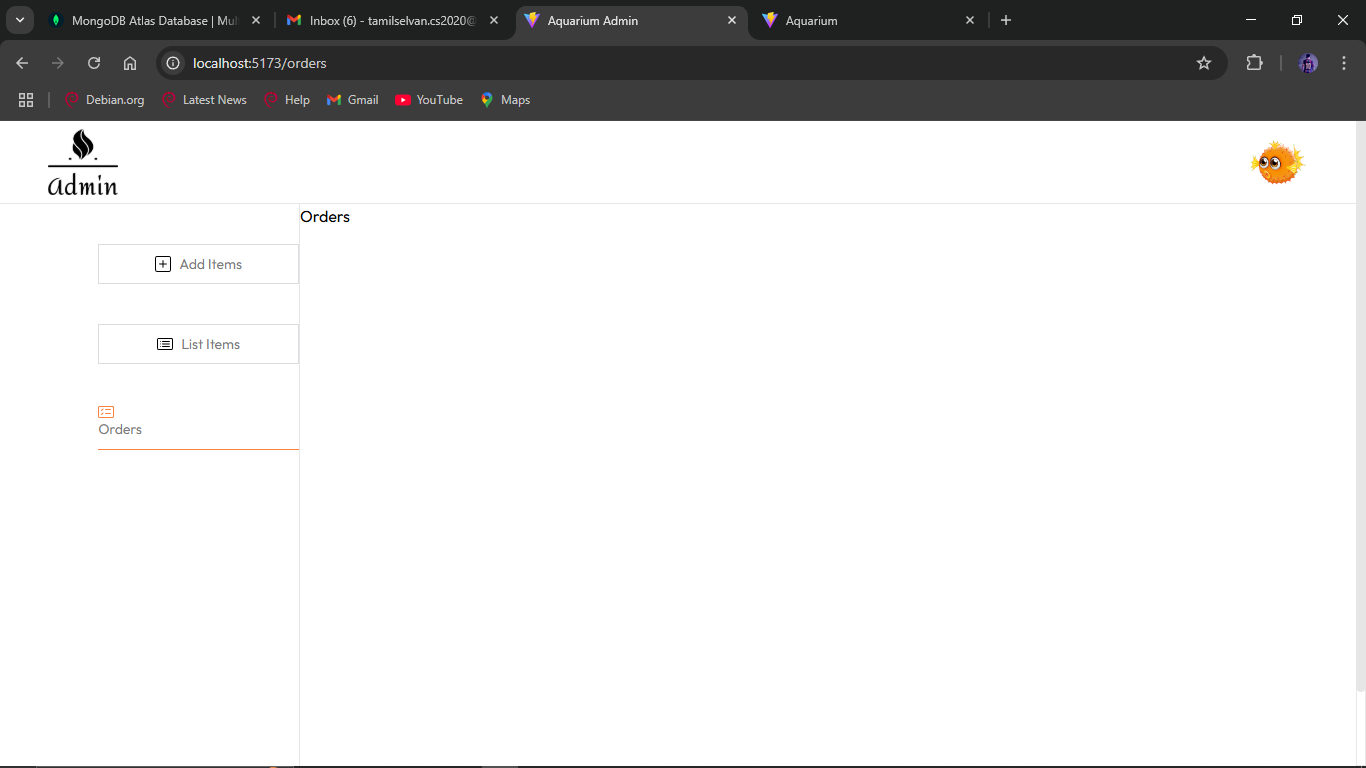 MongoDB Atlas Database | Mul
Inbox (6) - tamilselvan.cs2020@
Aquarium Admin
Aquarium
localhost:5173/orders
Debian.org
Latest News
Help
Gmail
YouTube
Maps
admin
Orders
Add Items
List Items
Orders